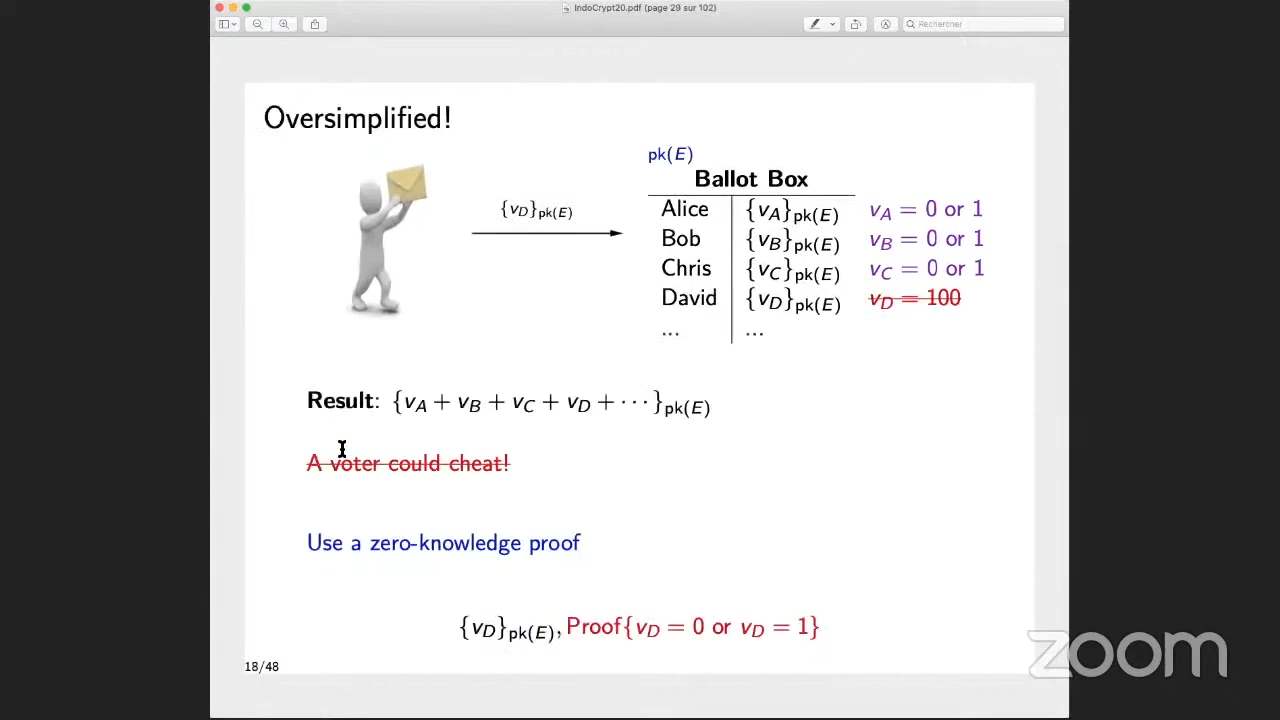 IndoCrypt20.pdf (page 29 sur 102)
Rechercher
Oversimplified!
pk(E)
Ballot Box
{v_D}_pk(E)
Alice {v_A}_pk(E) v_A = 0 or 1
Bob {v_B}_pk(E) v_B = 0 or 1
Chris {v_C}_pk(E) v_C = 0 or 1
David {v_D}_pk(E) v_D = 100
... ...
Result: {v_A + v_B + v_C + v_D + ···}_pk(E)
A voter could cheat!
Use a zero-knowledge proof
{v_D}_pk(E), Proof{v_D = 0 or v_D = 1}
18/48
zoom